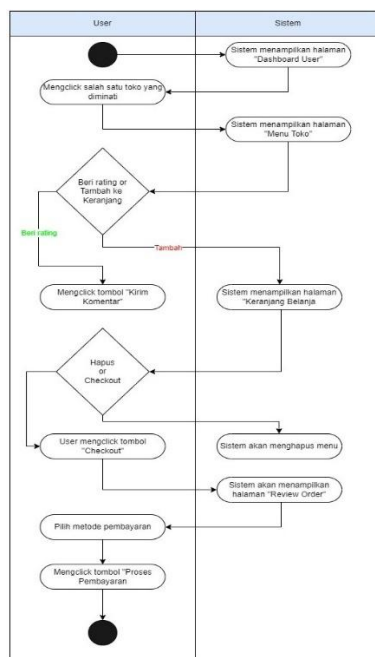 User
Sistem
Sistem menampilkan halaman
"Dashboard User"
Mengclick salah satu toko yang
diminati
Sistem menampilkan halaman
"Menu Toko"
Beri rating or
Tambah ke
Keranjang
Beri rating
Tambah
Mengclick tombol "Kirim
Komentar"
Sistem menampilkan halaman
"Keranjang Belanja
Hapus
or
Checkout
User mengclick tombol
"Checkout"
Sistem akan menghapus menu
Sistem akan menampilkan
halaman "Review Order"
Pilih metode pembayaran
Mengclick tombol "Proses
Pembayaran